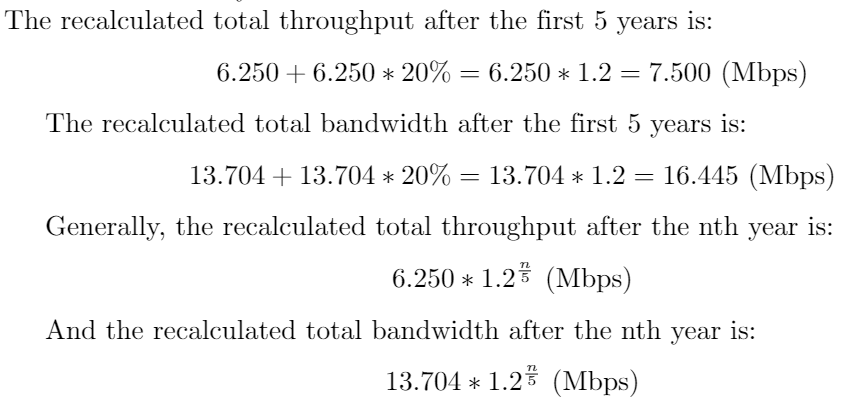 The recalculated total throughput after the first 5 years is:
6.250 + 6.250 ∗ 20% = 6.250 ∗ 1.2 = 7.500 (Mbps)
The recalculated total bandwidth after the first 5 years is:
13.704 + 13.704 ∗ 20% = 13.704 ∗ 1.2 = 16.445 (Mbps)
Generally, the recalculated total throughput after the nth year is:
6.250 ∗ 1.2^{\frac{n}{5}} (Mbps)
And the recalculated total bandwidth after the nth year is:
13.704 ∗ 1.2^{\frac{n}{5}} (Mbps)